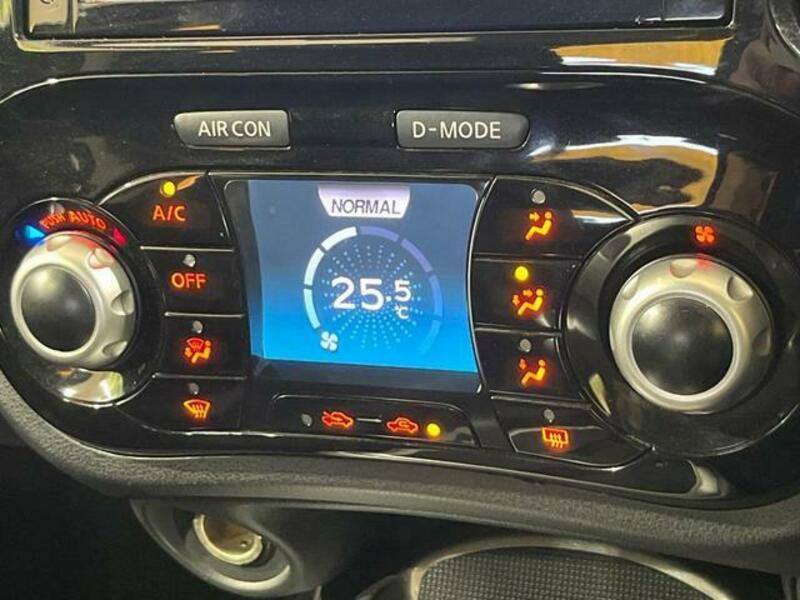 AIR CON
D-MODE
A/C
PUSH AUTO
NORMAL
OFF
25.5
°C